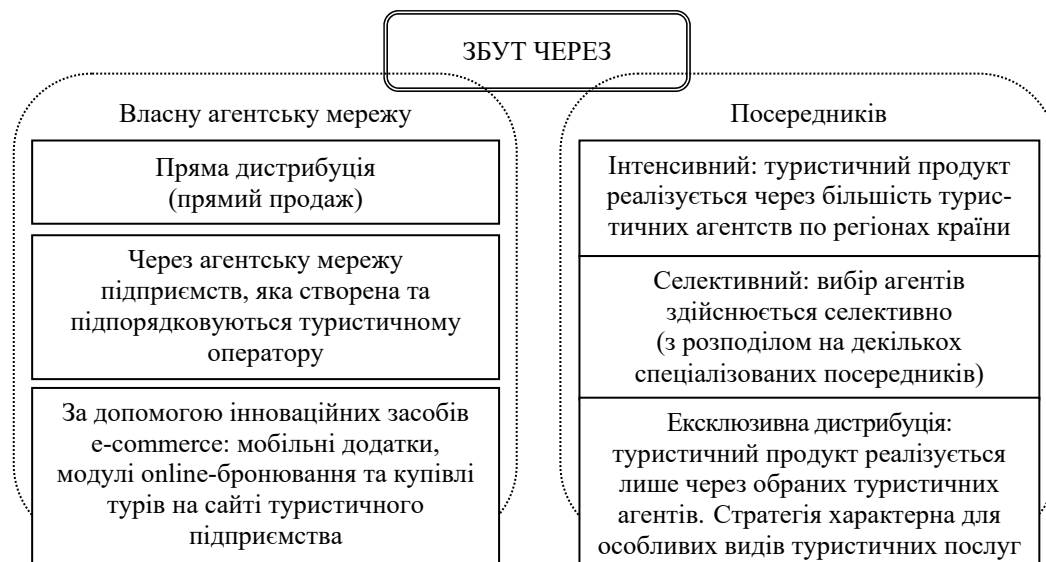 ЗБУТ ЧЕРЕЗ
Власну агентську мережу
Пряма дистрибуція
(прямий продаж)
Через агентську мережу
підприємств, яка створена та
підпорядковуються туристичному
оператору
За допомогою інноваційних засобів
e-commerce: мобільні додатки,
модулі online-бронювання та купівлі
турів на сайті туристичного
підприємства
Посередників
Інтенсивний: туристичний продукт
реалізується через більшість турис-
тичних агентств по регіонах країни
Селективний: вибір агентів
здійснюється селективно
(з розподілом на декількох
спеціалізованих посередників)
Ексклюзивна дистрибуція:
туристичний продукт реалізується
лише через обраних туристичних
агентів. Стратегія характерна для
особливих видів туристичних послуг